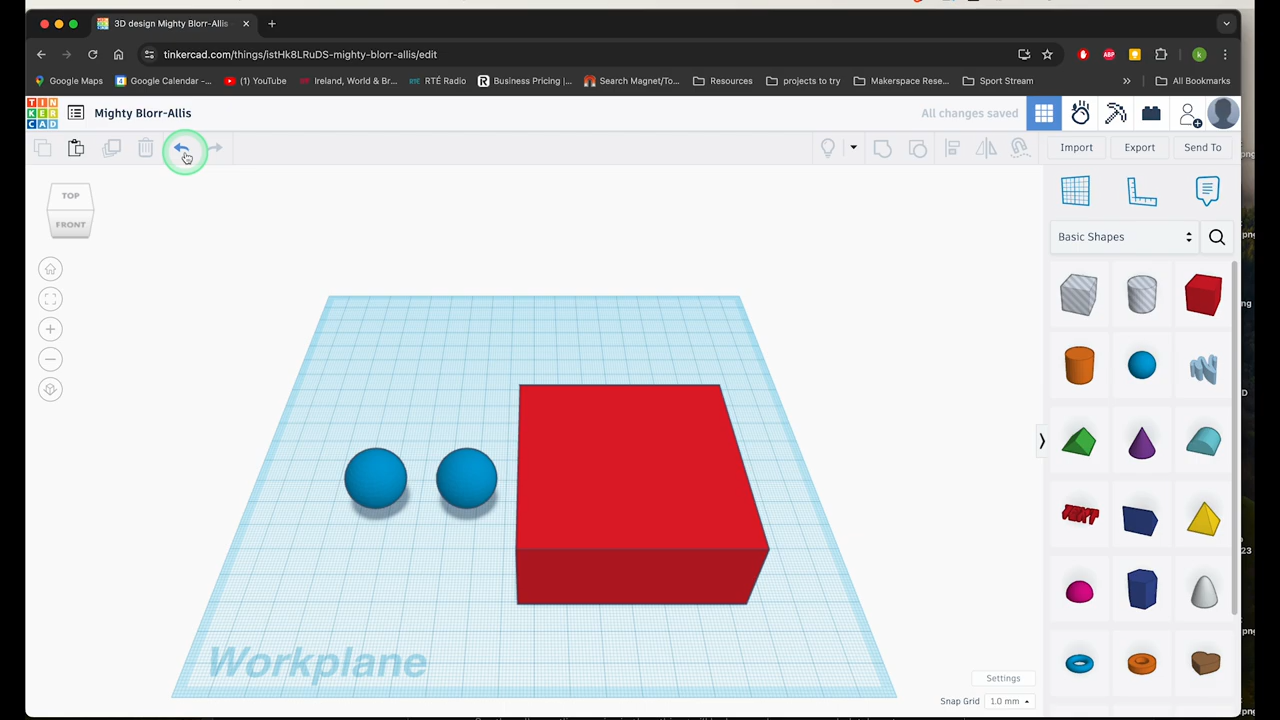 3D design Mighty Blorr-Allis
tinkercad.com/things/istHk8LRuDS-mighty-blorr-allis/edit
k
Google Maps
Google Calendar -...
(1) YouTube
Ireland, World & Br...
RTÉ RTÉ Radio
R Business Pricing |...
Search Magnet/To...
Resources
projects to try
Makerspace Rese...
Sport Stream
»
All Bookmarks
TIN
KER
CAD
Mighty Blorr-Allis
All changes saved
Import
Export
Send To
TOP
FRONT
Basic Shapes
TEXT
Workplane
Settings
Snap Grid 1.0 mm